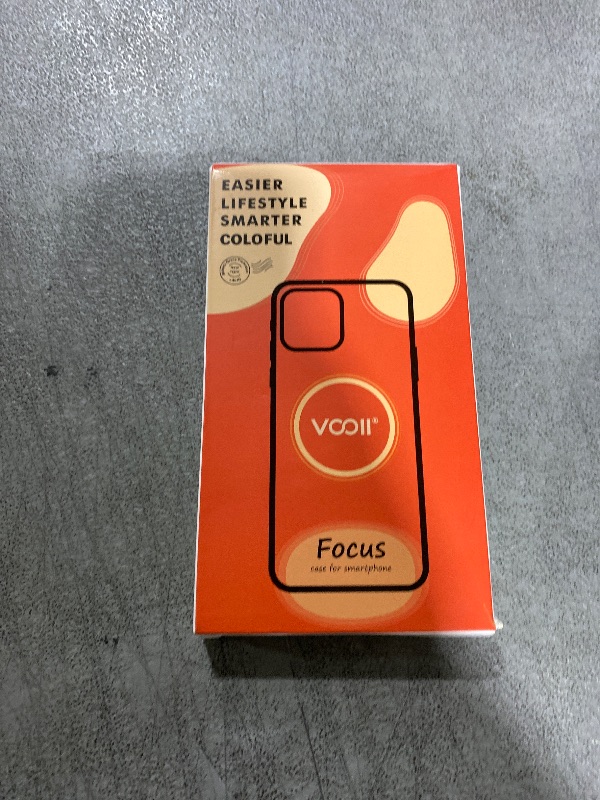 EASIER
LIFESTYLE
SMARTER
COLOFUL
VOOII®
Focus
case for smartphone